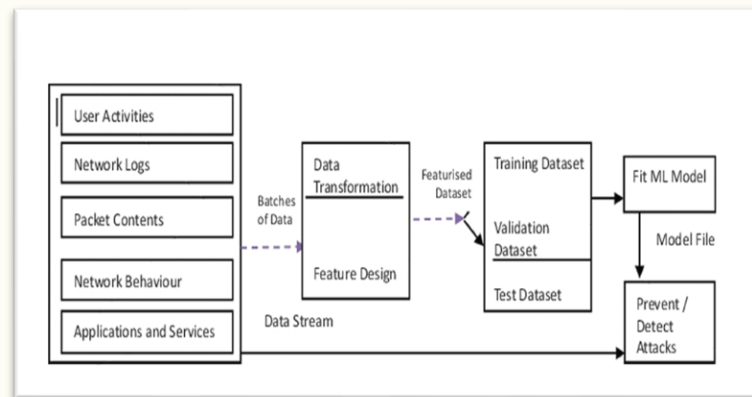 User Activities
Network Logs
Packet Contents
Network Behaviour
Applications and Services
Batches
of Data
Data Stream
Data
Transformation
Feature Design
Featurised
Dataset
Training Dataset
Validation
Dataset
Test Dataset
Fit ML Model
Model File
Prevent /
Detect
Attacks